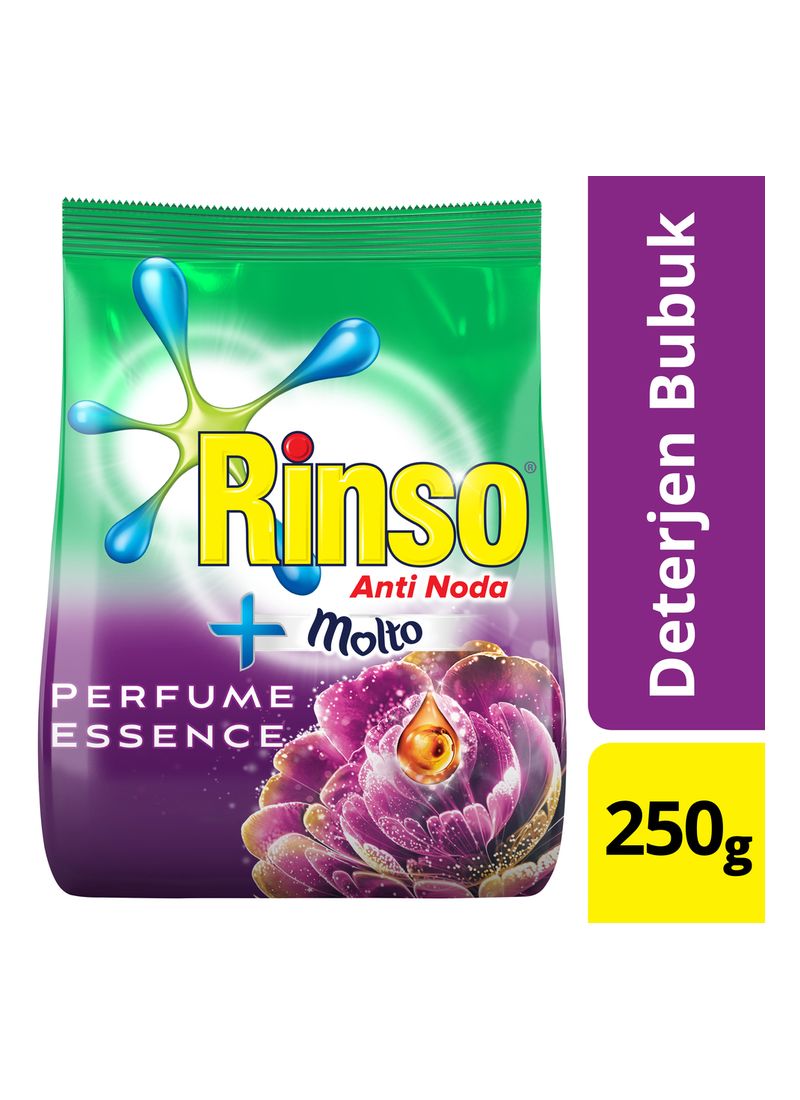 Rinso®
Anti Noda
+ Molto
PERFUME
ESSENCE
Deterjen Bubuk
250g